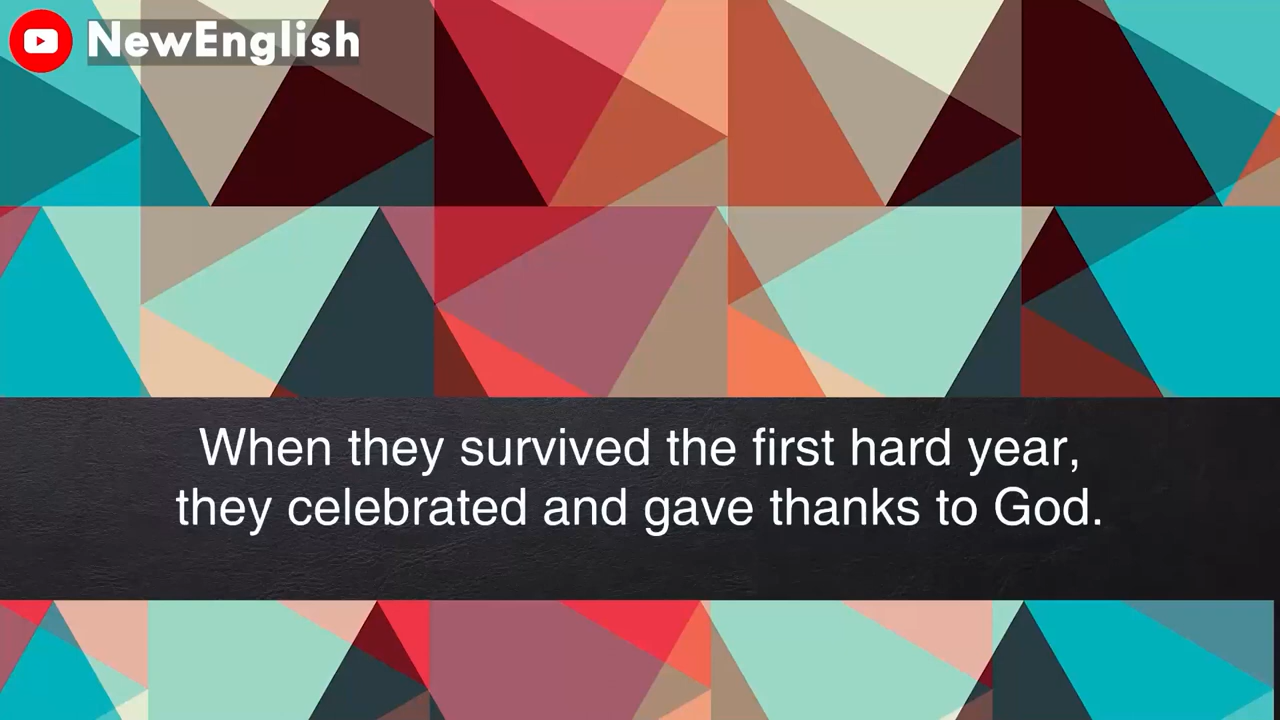 NewEnglish
When they survived the first hard year,
they celebrated and gave thanks to God.